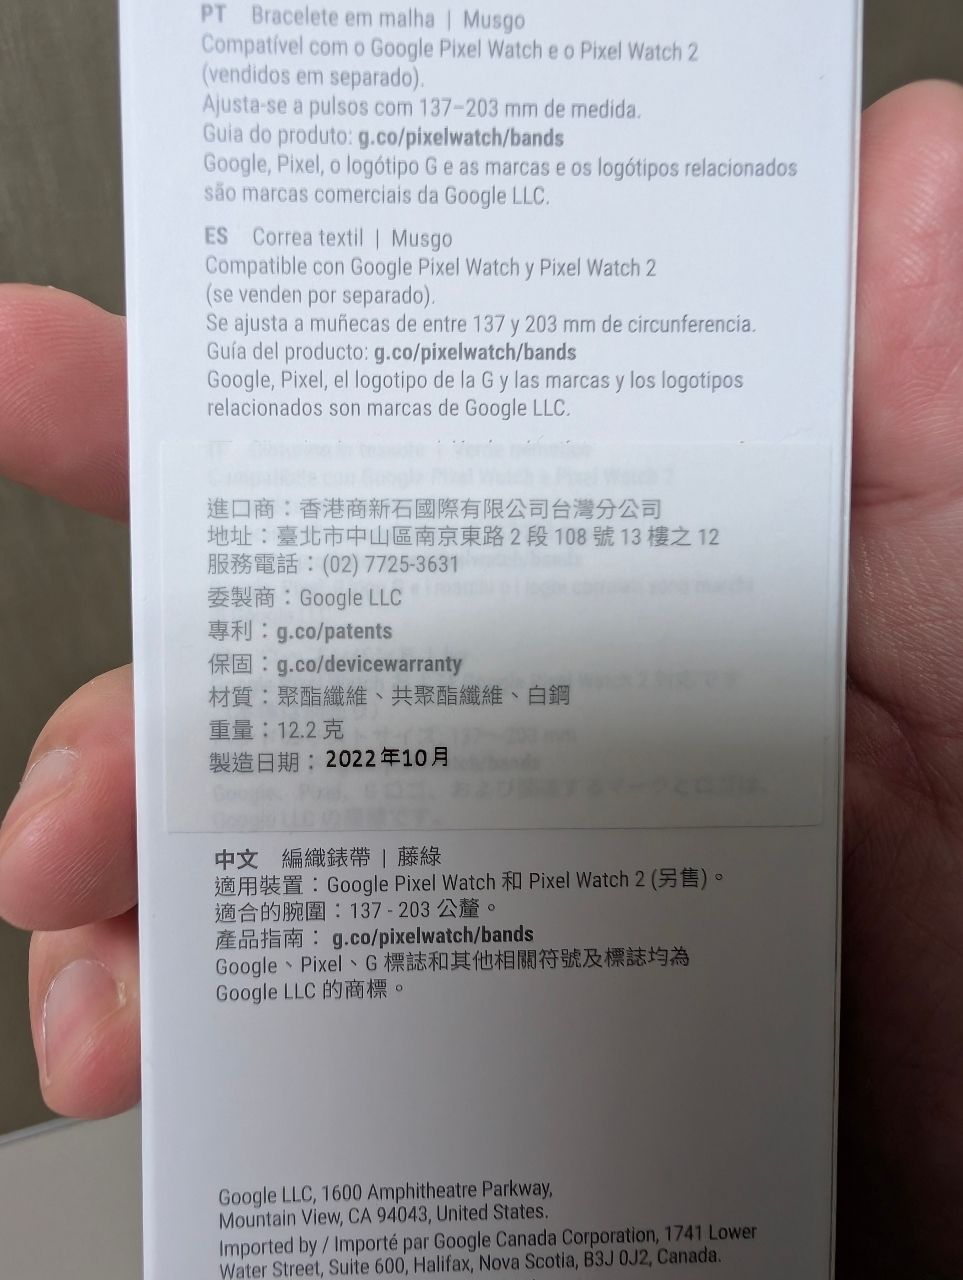 PT Bracelete em malha | Musgo
Compatível com o Google Pixel Watch e o Pixel Watch 2
(vendidos em separado).
Ajusta-se a pulsos com 137–203 mm de medida.
Guia do produto: g.co/pixelwatch/bands
Google, Pixel, o logótipo G e as marcas e os logótipos relacionados
são marcas comerciais da Google LLC.
ES Correa textil | Musgo
Compatible con Google Pixel Watch y Pixel Watch 2
(se venden por separado).
Se ajusta a muñecas de entre 137 y 203 mm de circunferencia.
Guía del producto: g.co/pixelwatch/bands
Google, Pixel, el logotipo de la G y las marcas y los logotipos
relacionados son marcas de Google LLC.
進口商：香港商新石國際有限公司台灣分公司
地址：臺北市中山區南京東路 2 段 108 號 13 樓之 12
服務電話：(02) 7725-3631
委製商：Google LLC
專利：g.co/patents
保固：g.co/devicewarranty
材質：聚酯纖維、共聚酯纖維、白鋼
重量：12.2 克
製造日期：2022年10月
中文 編織錶帶 | 藤綠
適用裝置：Google Pixel Watch 和 Pixel Watch 2 (另售)。
適合的腕圍：137 - 203 公釐。
產品指南： g.co/pixelwatch/bands
Google、Pixel、G 標誌和其他相關符號及標誌均為
Google LLC 的商標。
Google LLC, 1600 Amphitheatre Parkway,
Mountain View, CA 94043, United States.
Imported by / Importé par Google Canada Corporation, 1741 Lower
Water Street, Suite 600, Halifax, Nova Scotia, B3J 0J2, Canada.